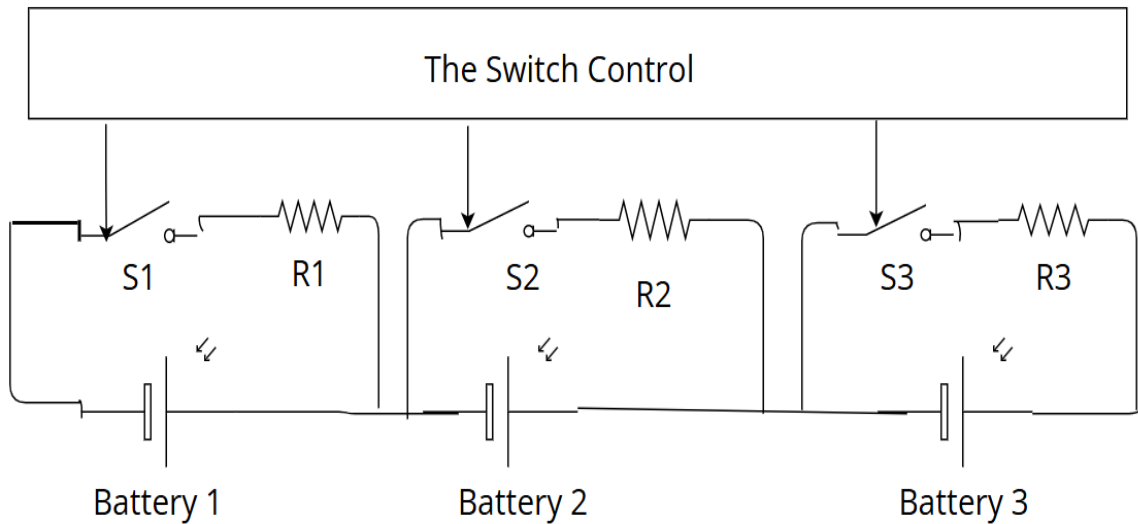 The Switch Control
S1
R1
S2
R2
S3
R3
Battery 1
Battery 2
Battery 3